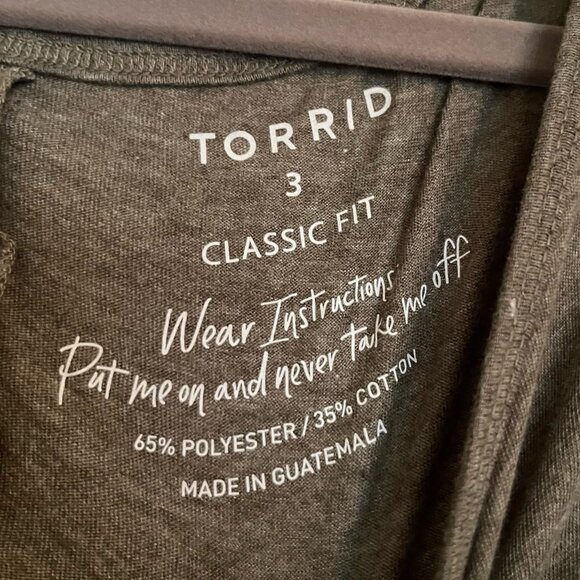 TORRID
3
CLASSIC FIT
Wear Instructions
Put me on and never take me off
65% POLYESTER / 35% COTTON
MADE IN GUATEMALA